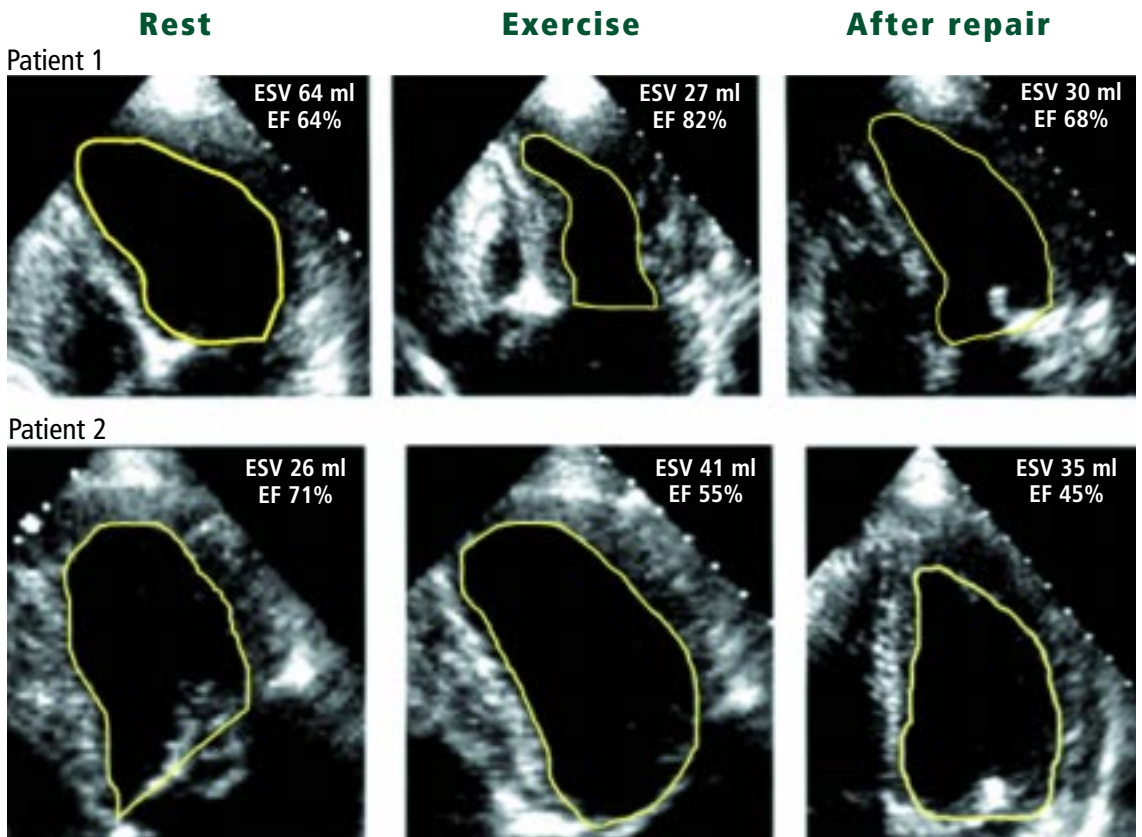 Rest Exercise After repair
Patient 1
ESV 64 ml
EF 64%
ESV 27 ml
EF 82%
ESV 30 ml
EF 68%
Patient 2
ESV 26 ml
EF 71%
ESV 41 ml
EF 55%
ESV 35 ml
EF 45%